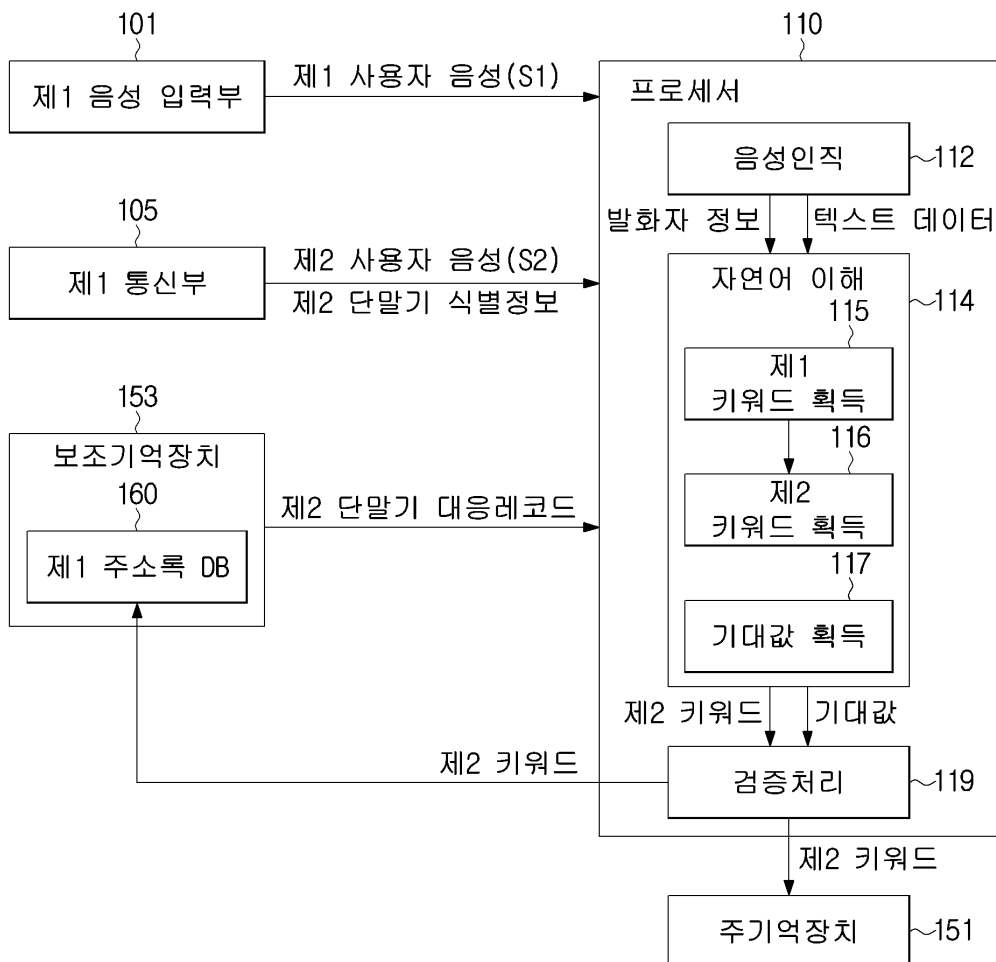 101
제1 음성 입력부
제1 사용자 음성(S1)
110
프로세서
음성인직
112
발화자 정보
텍스트 데이터
105
제1 통신부
제2 사용자 음성(S2)
제2 단말기 식별정보
자연어 이해
114
115
제1
키워드 획득
116
제2
키워드 획득
117
기대값 획득
153
보조기억장치
160
제1 주소록 DB
제2 단말기 대응레코드
제2 키워드
기대값
제2 키워드
검증처리
119
제2 키워드
주기억장치
151